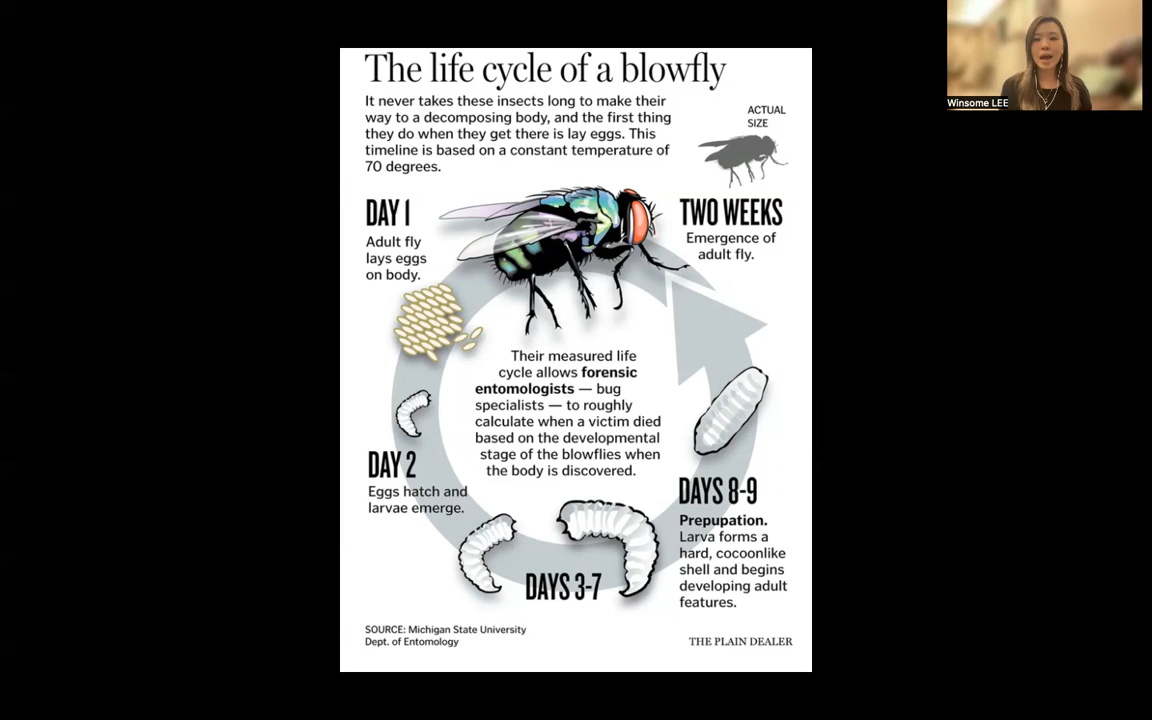 The life cycle of a blowfly
It never takes these insects long to make their
way to a decomposing body, and the first thing
they do when they get there is lay eggs. This
timeline is based on a constant temperature of
70 degrees.
ACTUAL
SIZE
DAY 1
Adult fly
lays eggs
on body.
TWO WEEKS
Emergence of
adult fly.
Their measured life
cycle allows forensic
entomologists — bug
specialists — to roughly
calculate when a victim died
based on the developmental
stage of the blowflies when
the body is discovered.
DAY 2
Eggs hatch and
larvae emerge.
DAYS 3-7
DAYS 8-9
Prepupation.
Larva forms a
hard, cocoonlike
shell and begins
developing adult
features.
SOURCE: Michigan State University
Dept. of Entomology
THE PLAIN DEALER
Winsome LEE